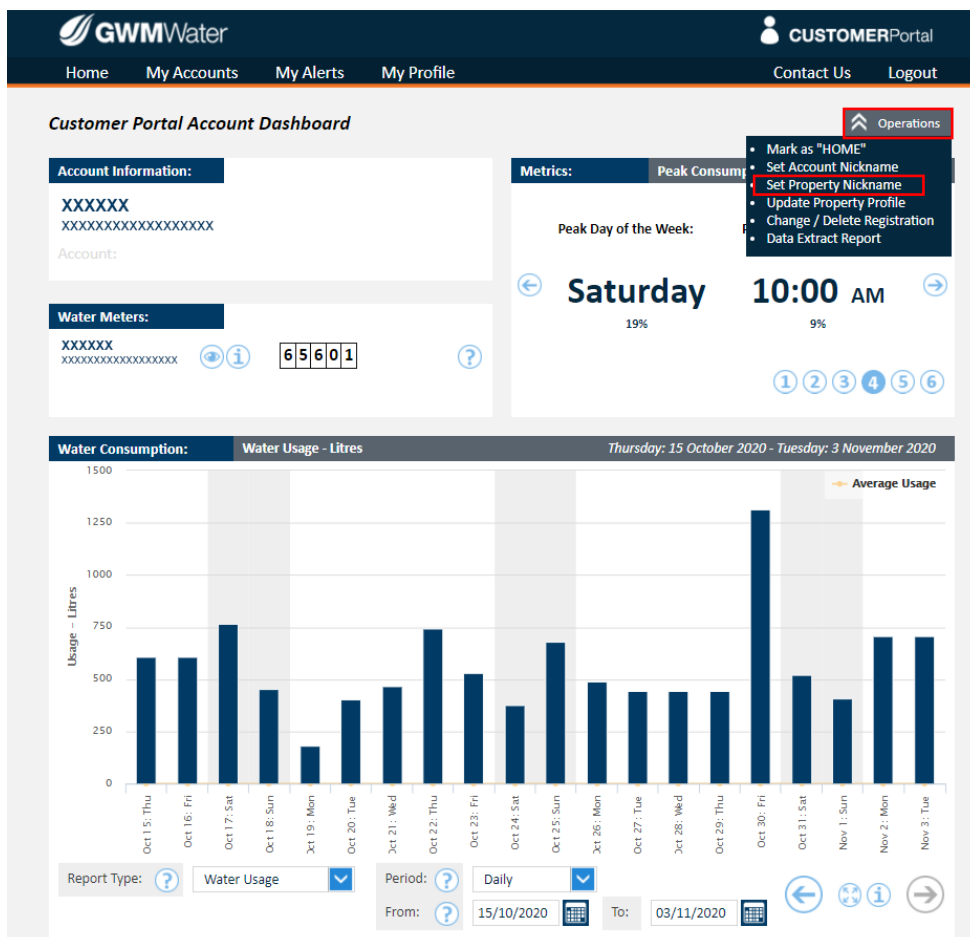 GWMWater
CUSTOMERPortal
Home My Accounts My Alerts My Profile Contact Us Logout
Customer Portal Account Dashboard
Operations
• Mark as "HOME"
• Set Account Nickname
• Set Property Nickname
• Update Property Profile
• Change / Delete Registration
• Data Extract Report
Account Information:
XXXXXX
XXXXXXXXXXXXXXXXXX
Account:
Metrics: Peak Consump
Peak Day of the Week:
Saturday 10:00 AM
19% 9%
1 2 3 4 5 6
Water Meters:
XXXXXX
XXXXXXXXXXXXXXXXXX
i
65601
?
Water Consumption: Water Usage - Litres Thursday: 15 October 2020 - Tuesday: 3 November 2020
Average Usage
Usage - Litres
1500
1250
1000
750
500
250
0
Oct 15: Thu
Oct 16: Fri
Oct 17: Sat
Oct 18: Sun
Oct 19: Mon
Oct 20: Tue
Oct 21: Wed
Oct 22: Thu
Oct 23: Fri
Oct 24: Sat
Oct 25: Sun
Oct 26: Mon
Oct 27: Tue
Oct 28: Wed
Oct 29: Thu
Oct 30: Fri
Oct 31: Sat
Nov 1: Sun
Nov 2: Mon
Nov 3: Tue
Report Type: ? Water Usage Period: ? Daily
i
From: ? 15/10/2020 To: 03/11/2020